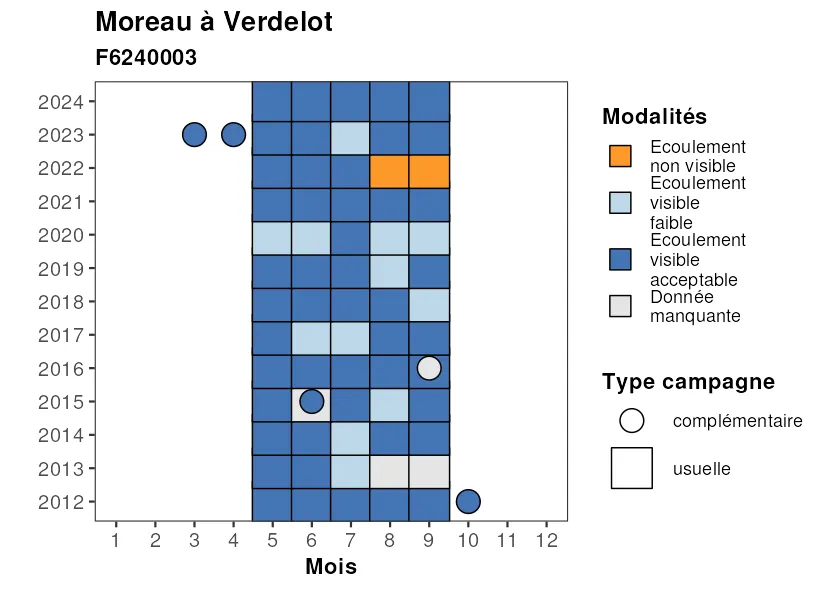 Moreau à Verdelot
F6240003
2024
2023
2022
2021
2020
2019
2018
2017
2016
2015
2014
2013
2012
1 2 3 4 5 6 7 8 9 10 11 12
Mois
Modalités
Ecoulement
non visible
Ecoulement
visible
faible
Ecoulement
visible
acceptable
Donnée
manquante
Type campagne
complémentaire
usuelle